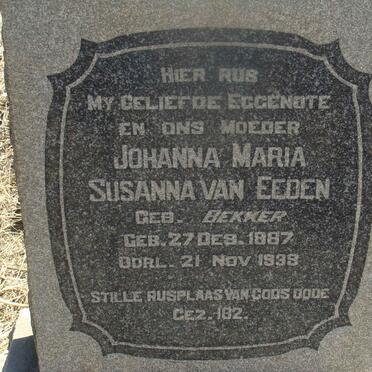 HIER RUS
MY GELIEFDE EGGENOTE
EN ONS MOEDER
JOHANNA MARIA
SUSANNA VAN EEDEN
GEB. BEKKER
GEB. 27 DES. 1887
OORL. 21 NOV 1938
STILLE RUSPLAAS VAN GODS DODE
GEZ. 182.